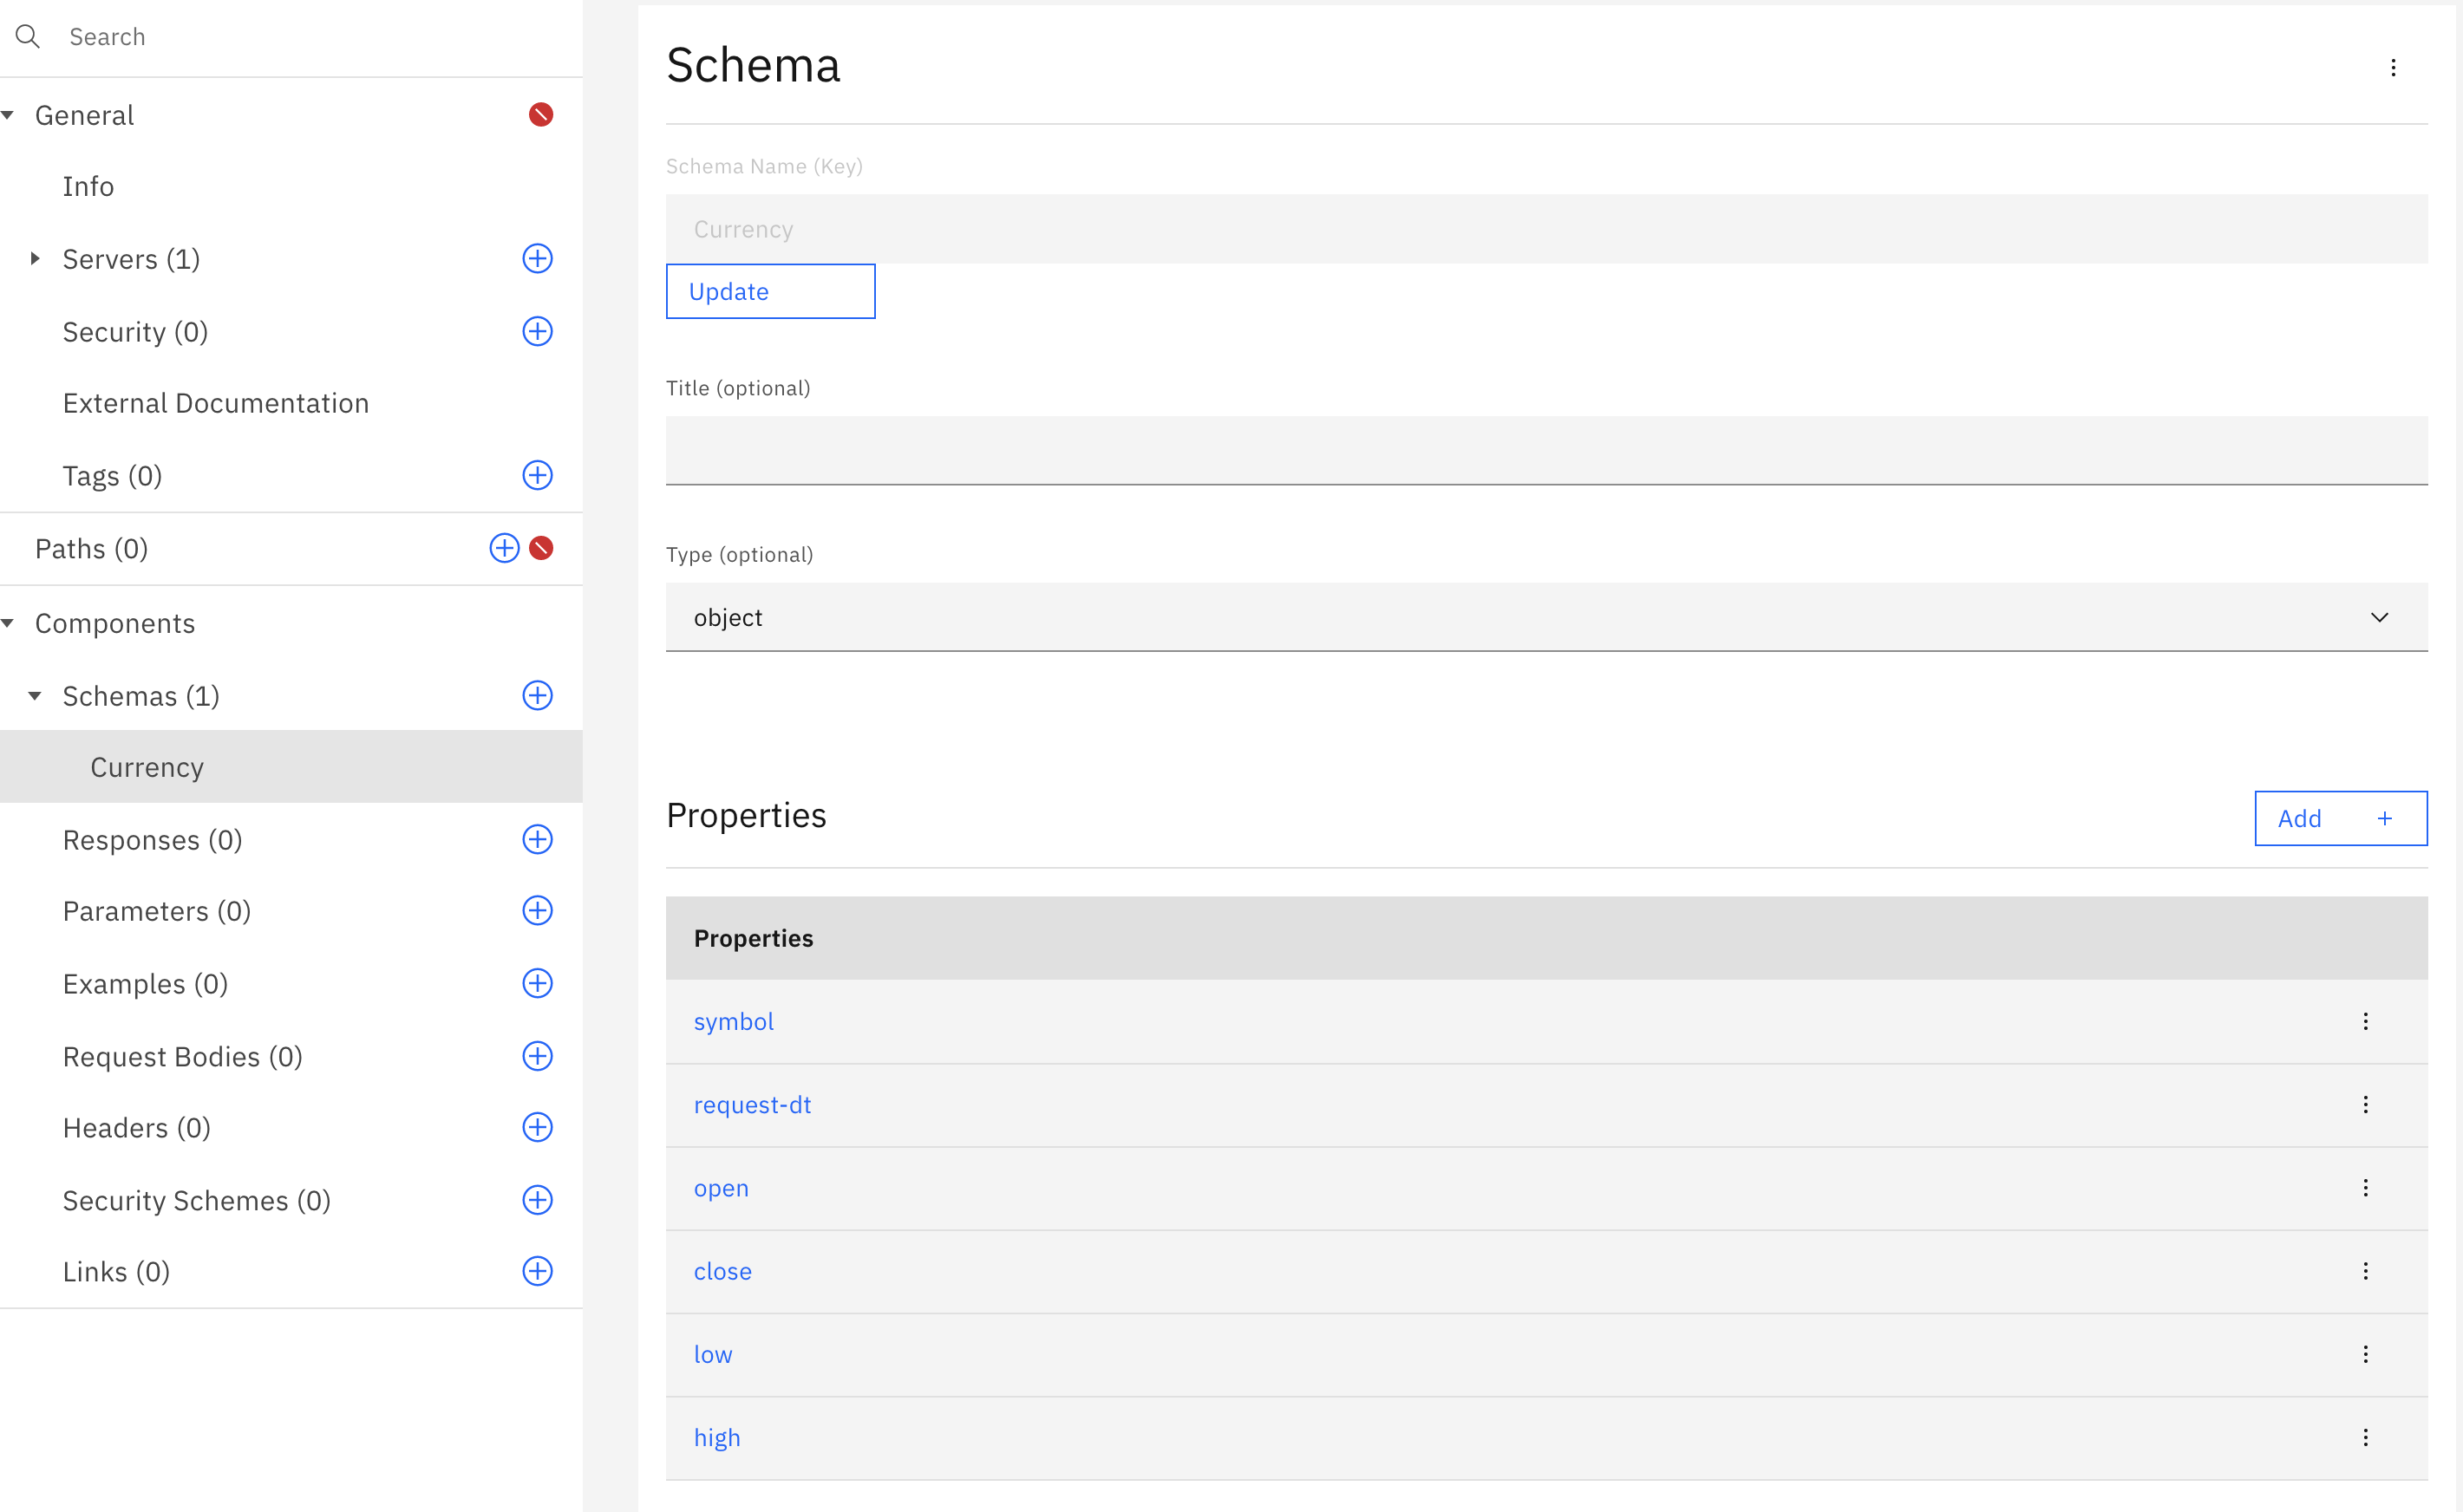 Search
General
Info
Servers (1)
Security (0)
External Documentation
Tags (0)
Paths (0)
Components
Schemas (1)
Currency
Responses (0)
Parameters (0)
Examples (0)
Request Bodies (0)
Headers (0)
Security Schemes (0)
Links (0)
Schema
Schema Name (Key)
Currency
Update
Title (optional)
Type (optional)
object
Properties
Add +
Properties
symbol
request-dt
open
close
low
high